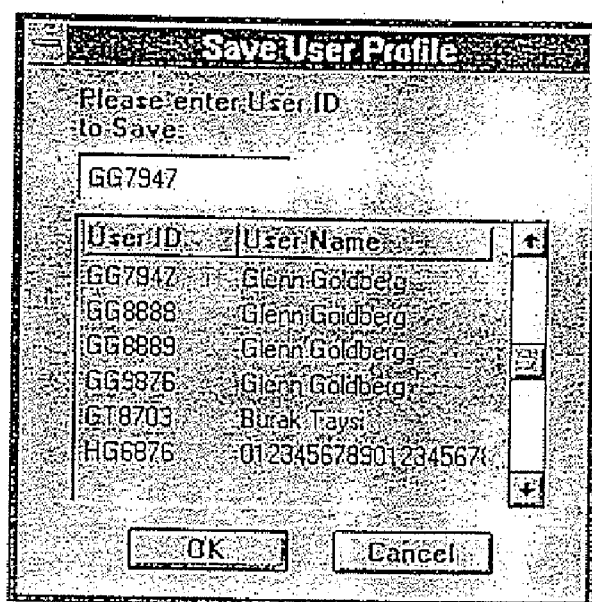 Save User Profile
Please enter User ID
to Save:
GG7947
User ID User Name
GG7947 Glenn Goldberg
GG8888 Glenn Goldberg
GG8889 Glenn Goldberg
GG9876 Glenn Goldberg
GT8703 Burak Taysi
HG6876 012345678901234567
OK Cancel